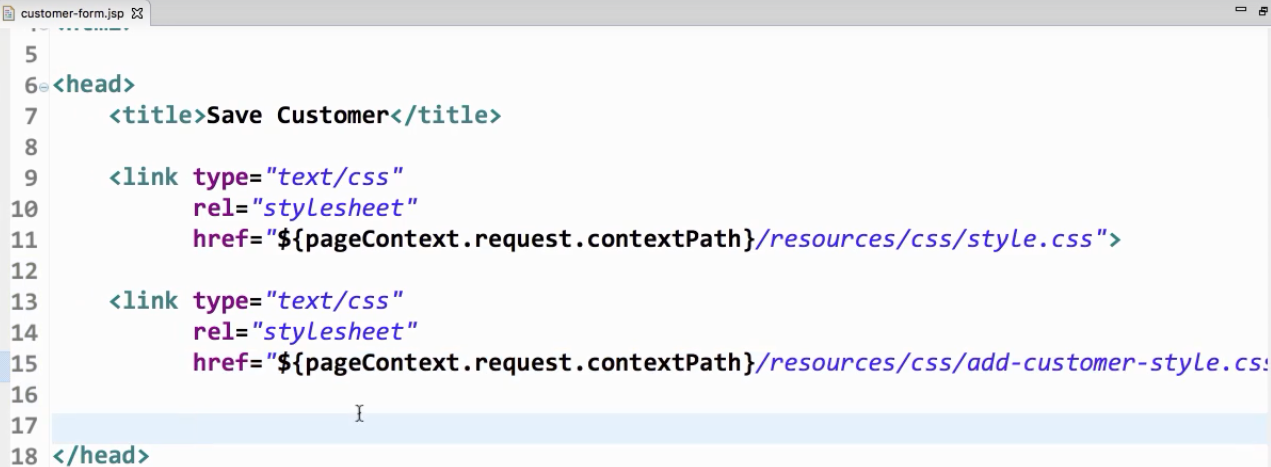 customer-form.jsp
5
6 <head>
7 <title>Save Customer</title>
8
9 <link type="text/css"
10 rel="stylesheet"
11 href="${pageContext.request.contextPath}/resources/css/style.css">
12
13 <link type="text/css"
14 rel="stylesheet"
15 href="${pageContext.request.contextPath}/resources/css/add-customer-style.css
16
17
18 </head>